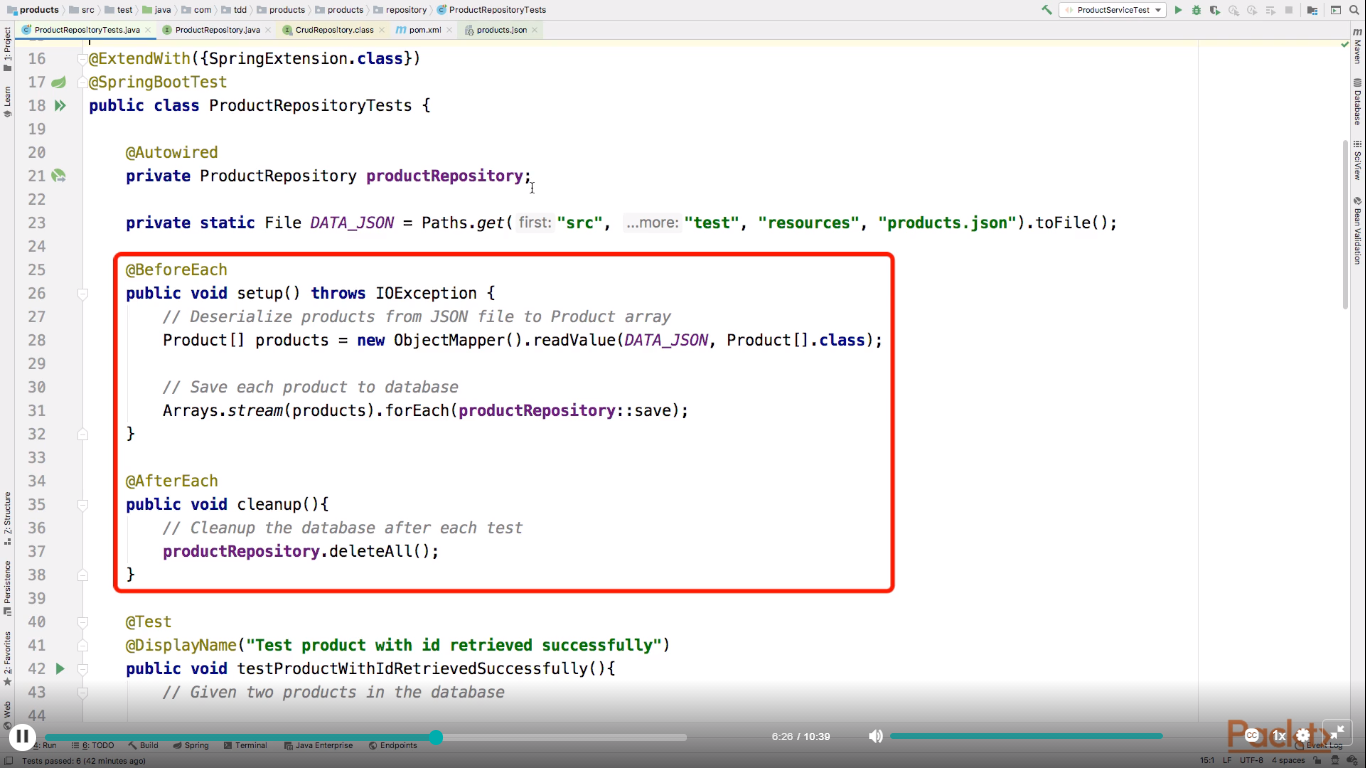 products src test java com tdd products products repository ProductRepositoryTests ProductServiceTest
ProductRepositoryTests.java ProductRepository.java CrudRepository.class pom.xml products.json
1: Project
Learn
Z: Structure
Persistence
2: Favorites
Web
Maven
Database
SciView
Bean Validation
16 @ExtendWith({SpringExtension.class})
17 @SpringBootTest
18 public class ProductRepositoryTests {
19
20 @Autowired
21 private ProductRepository productRepository;
22
23 private static File DATA_JSON = Paths.get( first: "src", ...more: "test", "resources", "products.json").toFile();
24
25 @BeforeEach
26 public void setup() throws IOException {
27 // Deserialize products from JSON file to Product array
28 Product[] products = new ObjectMapper().readValue(DATA_JSON, Product[].class);
29
30 // Save each product to database
31 Arrays.stream(products).forEach(productRepository::save);
32 }
33
34 @AfterEach
35 public void cleanup(){
36 // Cleanup the database after each test
37 productRepository.deleteAll();
38 }
39
40 @Test
41 @DisplayName("Test product with id retrieved successfully")
42 public void testProductWithIdRetrievedSuccessfully(){
43 // Given two products in the database
44
6:26 / 10:39 CC 1x
Packt
Run 6: TODO Build Spring Terminal Java Enterprise Endpoints Event Log
Tests passed: 6 (42 minutes ago) 15:1 LF UTF-8 4 spaces